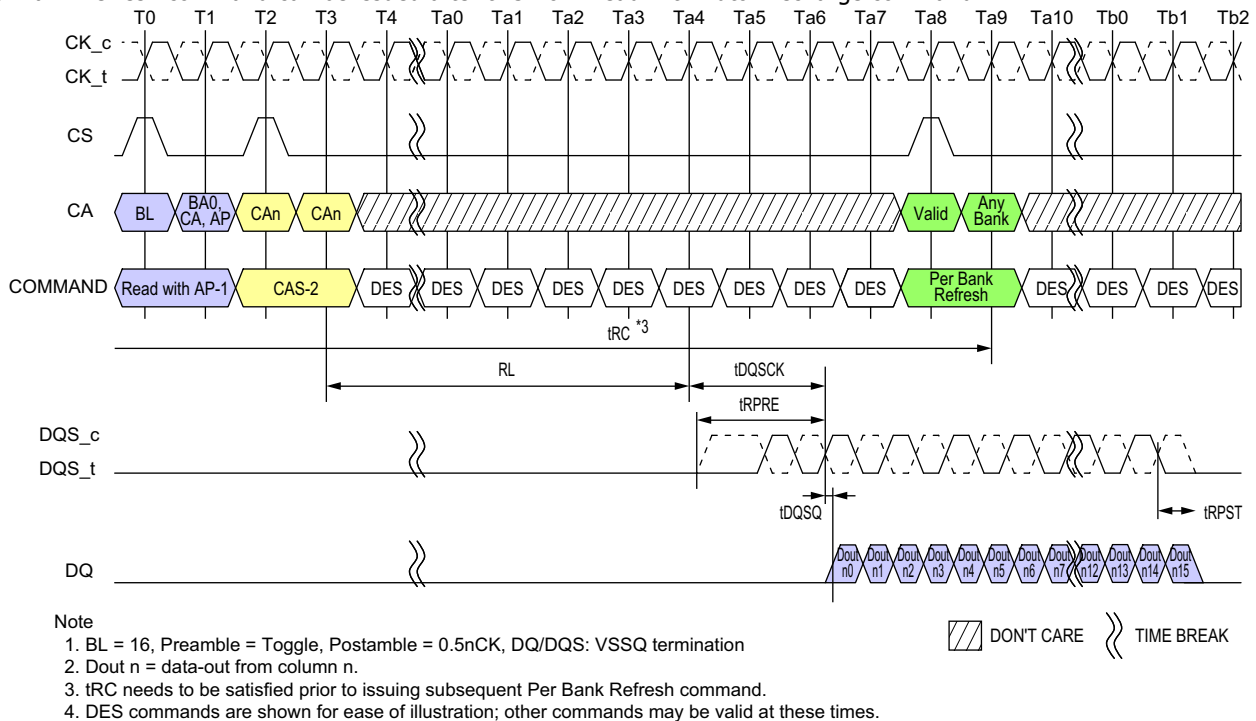 T0 T1 T2 T3 T4 Ta0 Ta1 Ta2 Ta3 Ta4 Ta5 Ta6 Ta7 Ta8 Ta9 Ta10 Tb0 Tb1 Tb2
CK_c
CK_t
CS
CA BL BA0, CA, AP CAn CAn Valid Any Bank
COMMAND Read with AP-1 CAS-2 DES DES DES DES DES DES DES DES DES Per Bank Refresh DES DES DES DES
tRC *3
RL tDQSCK
tRPRE
DQS_c
DQS_t
tDQSQ tRPST
DQ Dout n0 Dout n1 Dout n2 Dout n3 Dout n4 Dout n5 Dout n6 Dout n7 Dout n12 Dout n13 Dout n14 Dout n15
Note
1. BL = 16, Preamble = Toggle, Postamble = 0.5nCK, DQ/DQS: VSSQ termination
2. Dout n = data-out from column n.
3. tRC needs to be satisfied prior to issuing subsequent Per Bank Refresh command.
4. DES commands are shown for ease of illustration; other commands may be valid at these times.
DON'T CARE TIME BREAK